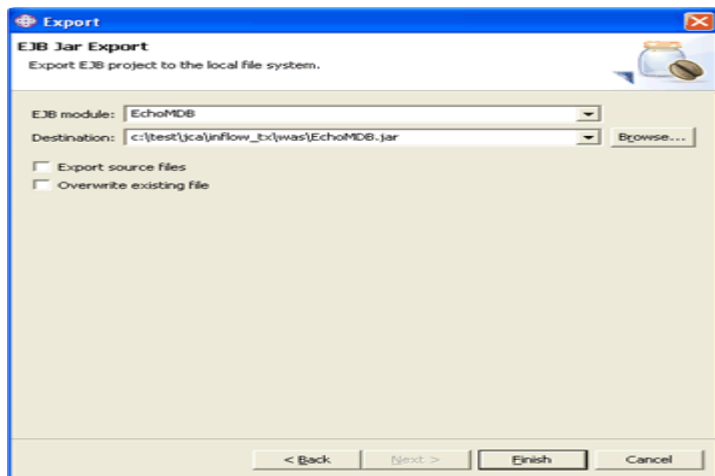 Export
EJB Jar Export
Export EJB project to the local file system.
EJB module: EchoMDB
Destination: c:\test\jca\inflow_tx\was\EchoMDB.jar Browse...
Export source files
Overwrite existing file
< Back Next > Finish Cancel